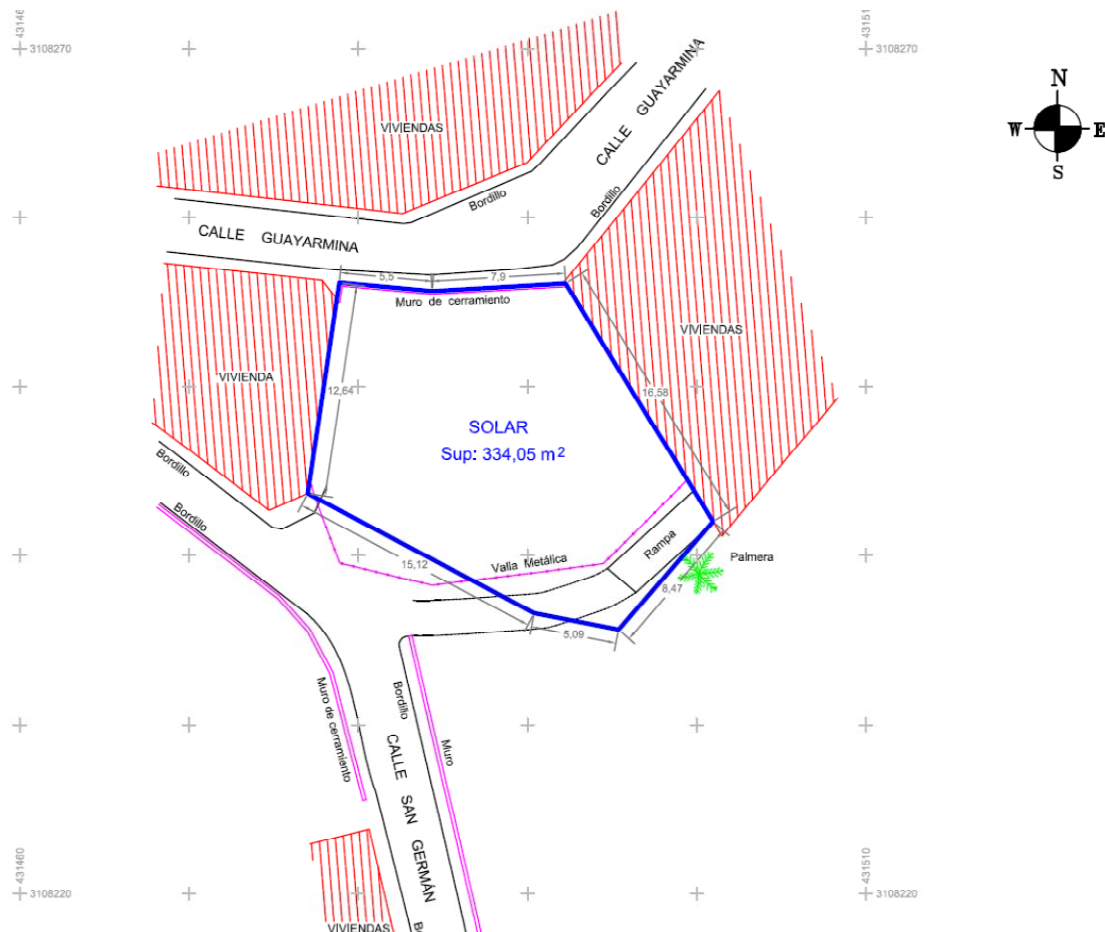 43146
43151
3108270
3108270
N
W
E
S
VIVIENDAS
CALLE GUAYARMINA
Bordillo
Bordillo
CALLE GUAYARMINA
5,5
7,9
Muro de cerramiento
VIVIENDAS
VIVIENDA
12,64
16,58
SOLAR
Sup: 334,05 m²
Bordillo
Bordillo
Rampa
Palmera
Valla Metálica
15,12
8,47
5,09
Muro de cerramiento
Bordillo
Muro
CALLE SAN GERMÁN
431460
3108220
431510
3108220
VIVIENDAS